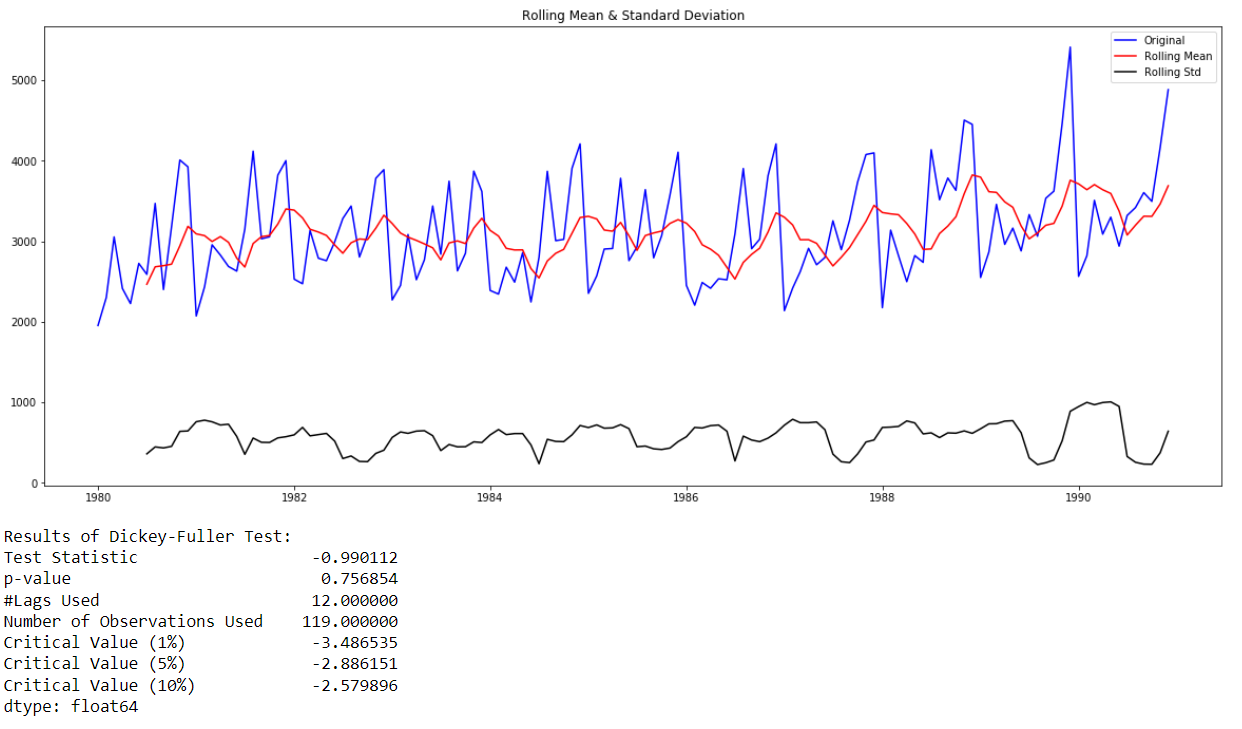 Rolling Mean & Standard Deviation
Original
Rolling Mean
Rolling Std
5000
4000
3000
2000
1000
0
1980 1982 1984 1986 1988 1990
Results of Dickey-Fuller Test:
Test Statistic -0.990112
p-value 0.756854
#Lags Used 12.000000
Number of Observations Used 119.000000
Critical Value (1%) -3.486535
Critical Value (5%) -2.886151
Critical Value (10%) -2.579896
dtype: float64